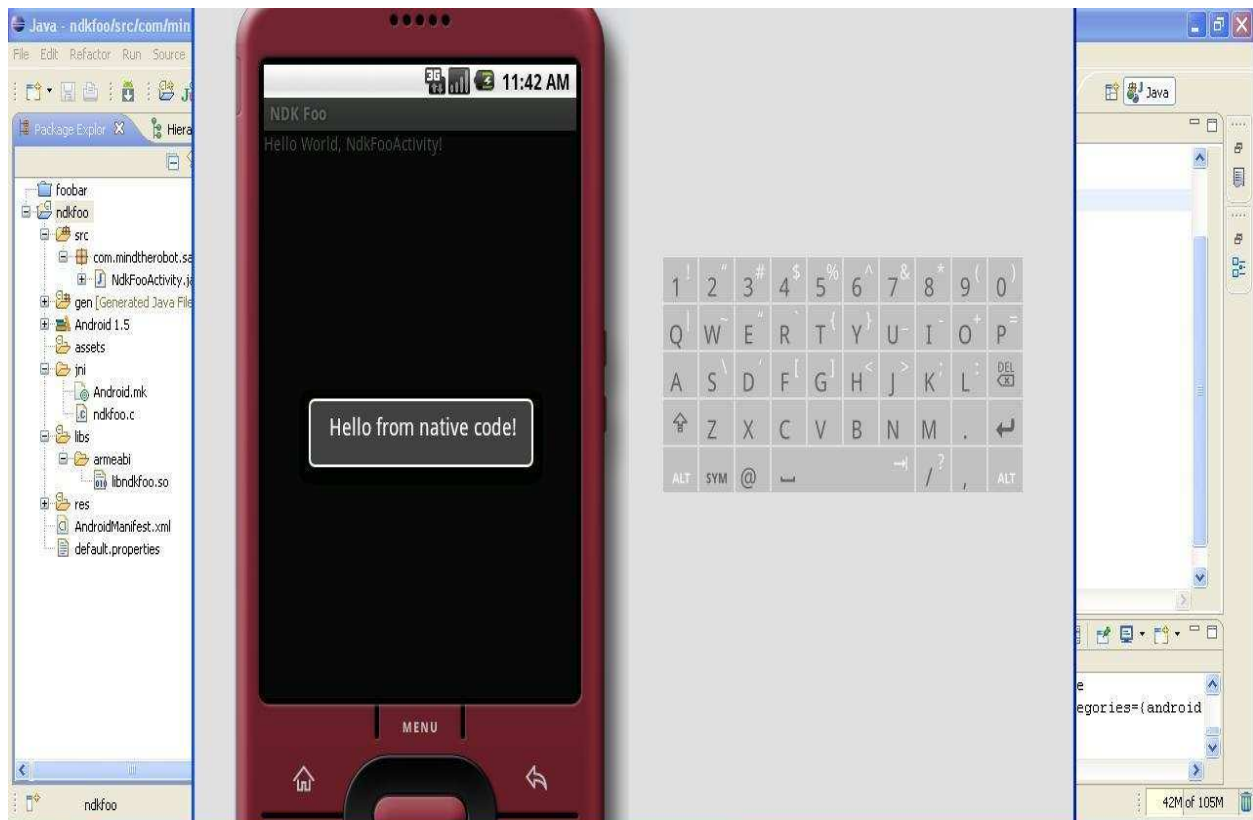 Java - ndkfoo/src/com/min
File Edit Refactor Run Source
Java
Package Explor
Hiera
foobar
ndkfoo
src
com.mindtherobot.sa
NdkFooActivity.ja
gen [Generated Java File
Android 1.5
assets
jni
Android.mk
ndkfoo.c
libs
armeabi
libndkfoo.so
res
AndroidManifest.xml
default.properties
ndkfoo
3G 11:42 AM
NDK Foo
Hello World, NdkFooActivity!
Hello from native code!
MENU
1 ! 2 " 3 # 4 $ 5 % 6 ^ 7 & 8 * 9 ( 0 )
Q | W ~ E " R ` T { Y } U _ I - O + P =
A S \ D ' F [ G ] H < J > K ; L : DEL
Z X C V B N M .
ALT SYM @ / ? , ALT
e
egories={android
42M of 105M